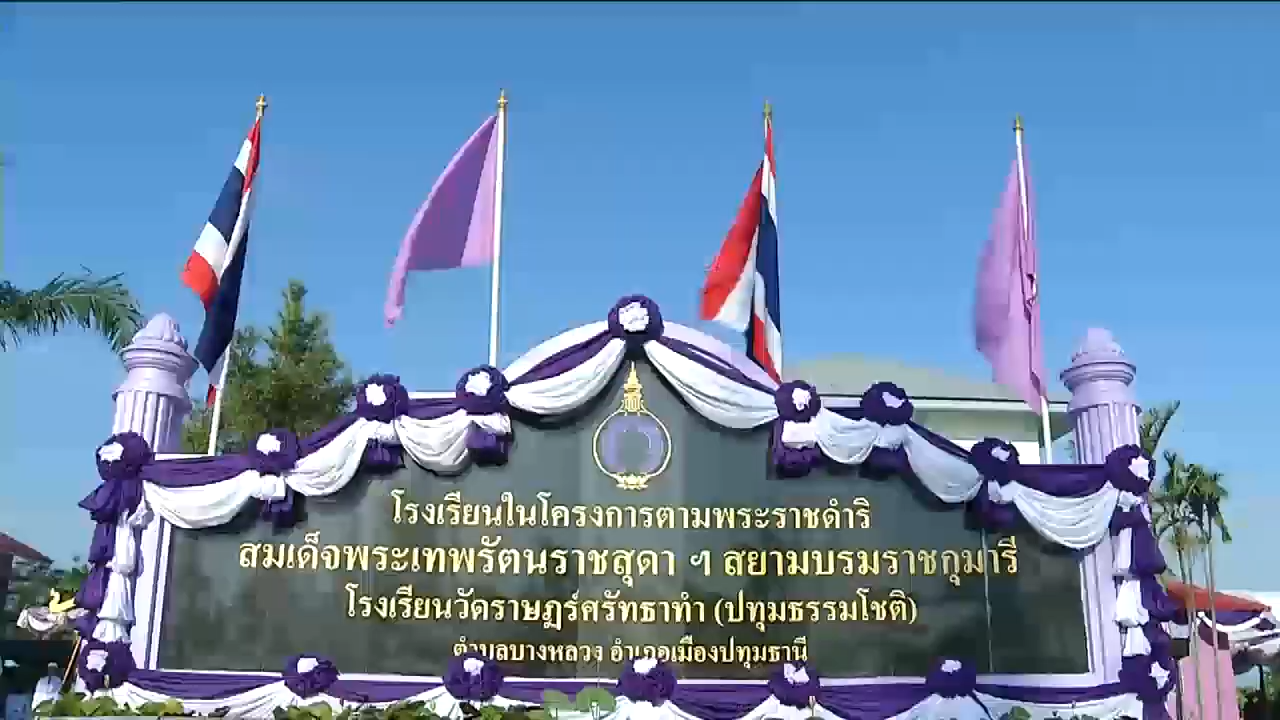 โรงเรียนในโครงการตามพระราชดำริ
สมเด็จพระเทพรัตนราชสุดา ฯ สยามบรมราชกุมารี
โรงเรียนวัดราษฎร์ศรัทธาทำ (ปทุมธรรมโชติ)
ตำบลบางหลวง อำเภอเมืองปทุมธานี